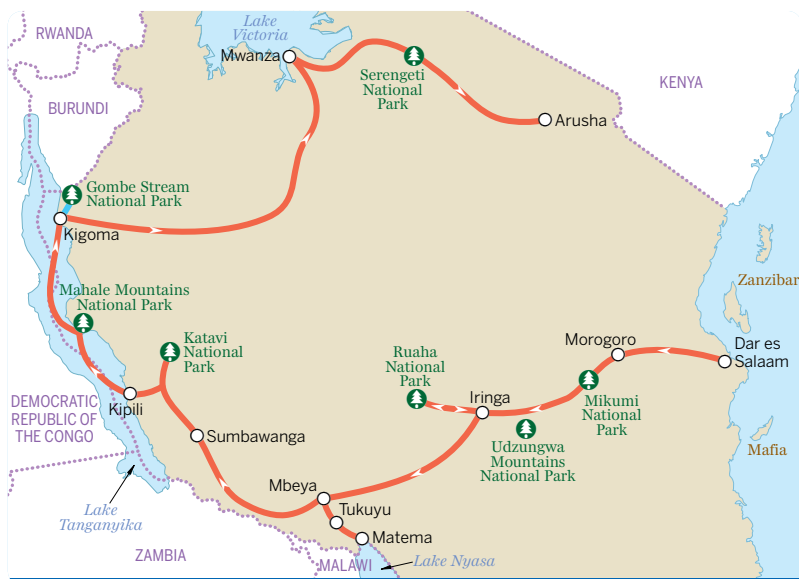 RWANDA
Lake
Victoria
Mwanza
Serengeti
National
Park
KENYA
BURUNDI
Arusha
Gombe Stream
National Park
Kigoma
Zanzibar
Mahale Mountains
National Park
Katavi
National
Park
Ruaha
National
Park
Morogoro
Dar es
Salaam
Iringa
Mikumi
National
Park
DEMOCRATIC
REPUBLIC OF
THE CONGO
Kipili
Sumbawanga
Udzungwa
Mountains
National Park
Mafia
Mbeya
Lake
Tanganyika
Tukuyu
Matema
ZAMBIA
MALAWI
Lake Nyasa